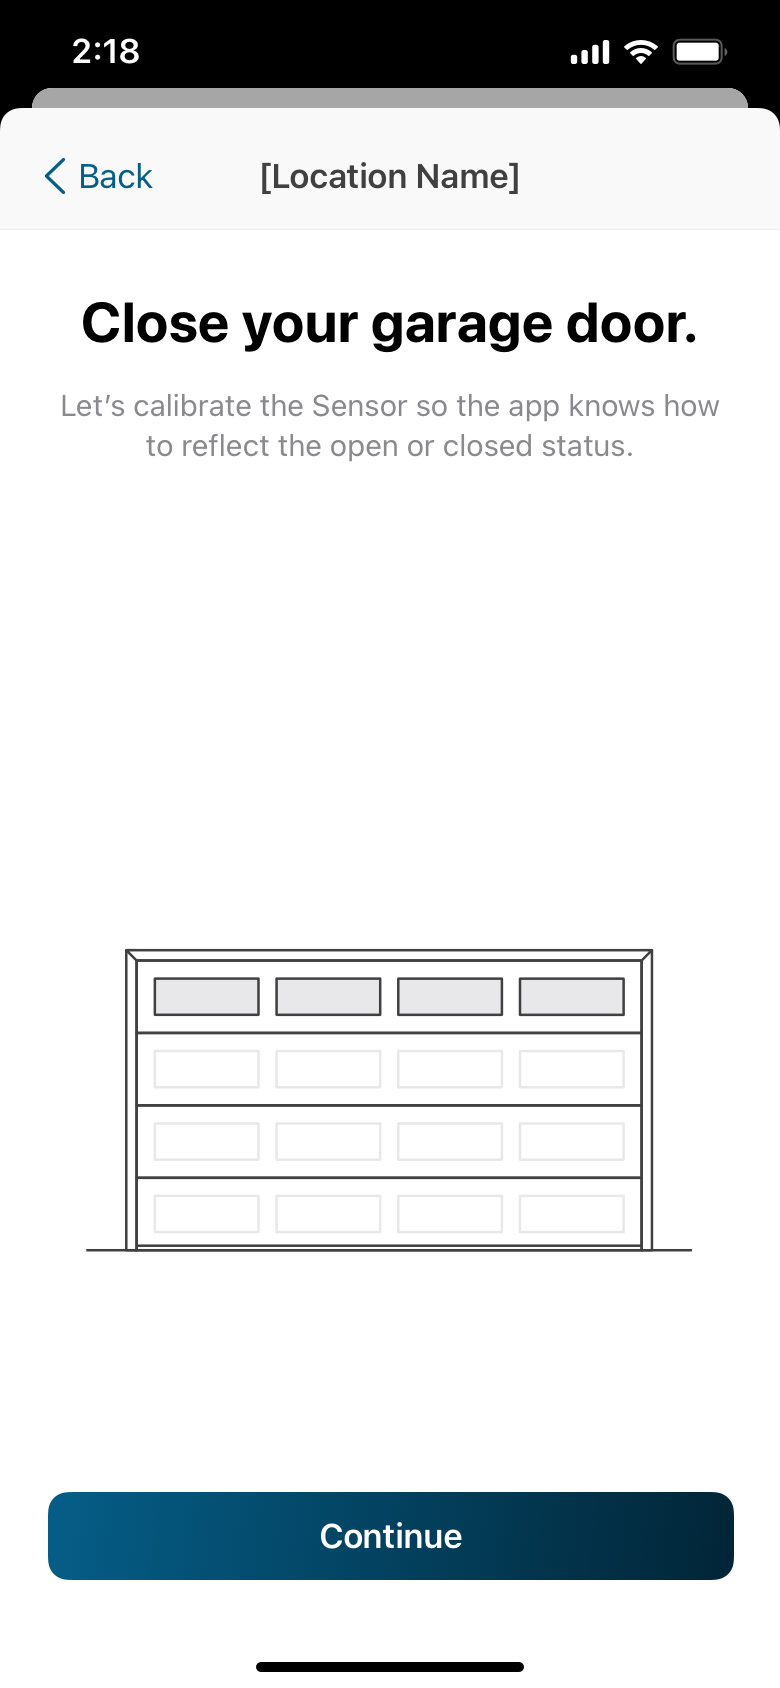 2:18
Back
[Location Name]
Close your garage door.
Let’s calibrate the Sensor so the app knows how
to reflect the open or closed status.
Continue